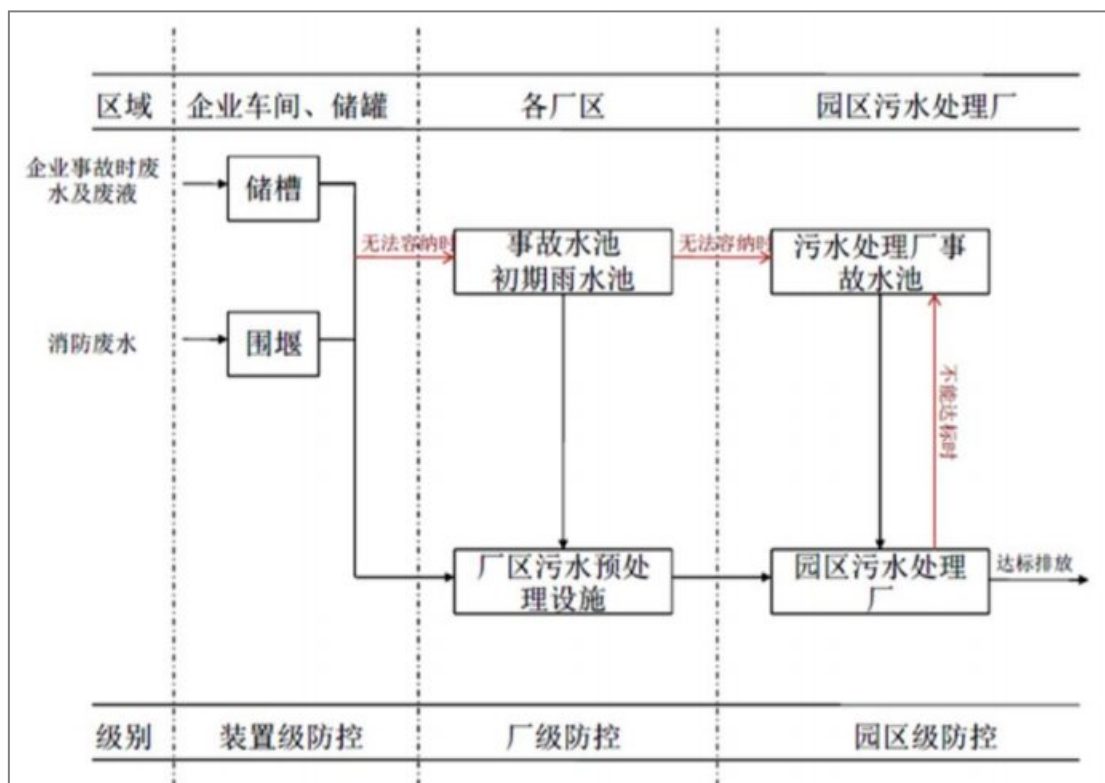 区域
企业车间、储罐
各厂区
园区污水处理厂
企业事故时废
水及废液
储槽
无法容纳时
事故水池
初期雨水池
无法容纳时
污水处理厂事
故水池
消防废水
围堰
不能达标时
厂区污水预处
理设施
园区污水处理
厂
达标排放
级别
装置级防控
厂级防控
园区级防控